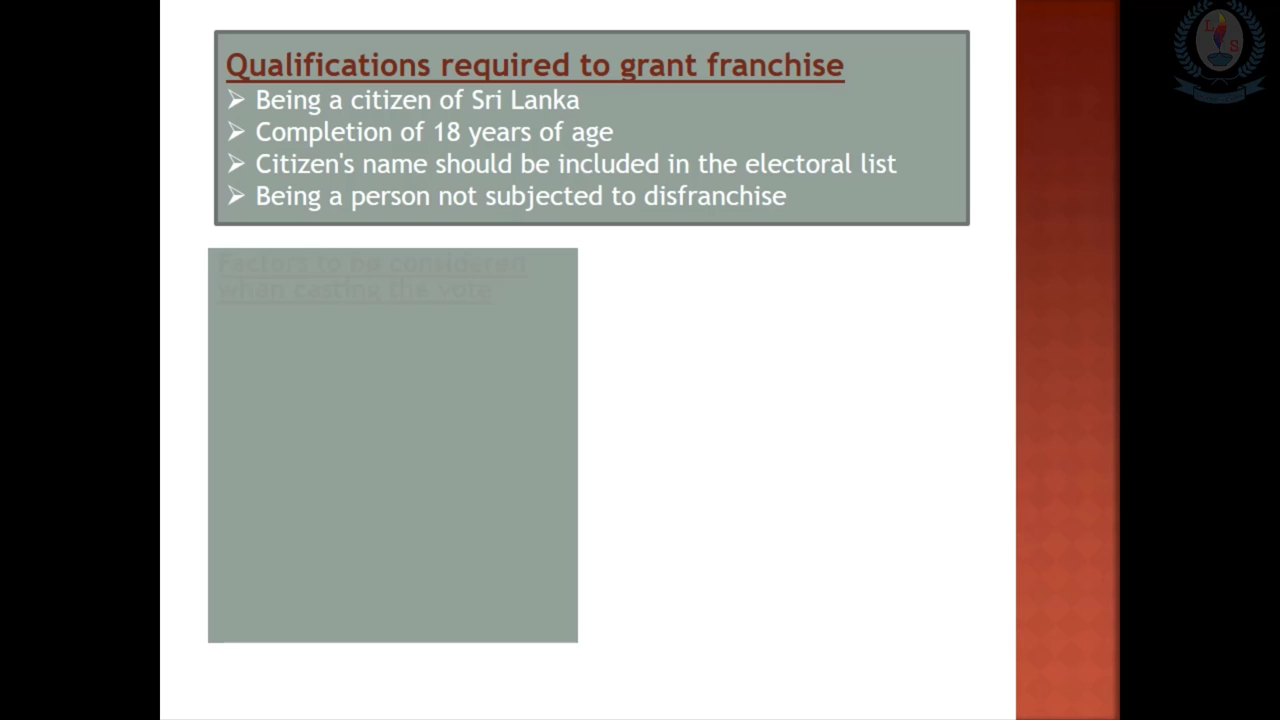 Qualifications required to grant franchise
➢ Being a citizen of Sri Lanka
➢ Completion of 18 years of age
➢ Citizen's name should be included in the electoral list
➢ Being a person not subjected to disfranchise
Factors to be considered
when casting the vote
L
S